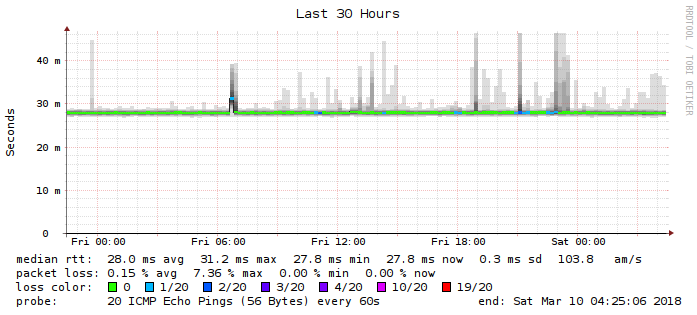 Last 30 Hours
RRDTOOL / TOBI OETIKER
Seconds
40 m
30 m
20 m
10 m
0
Fri 00:00 Fri 06:00 Fri 12:00 Fri 18:00 Sat 00:00
median rtt: 28.0 ms avg 31.2 ms max 27.8 ms min 27.8 ms now 0.3 ms sd 103.8 am/s
packet loss: 0.15 % avg 7.36 % max 0.00 % min 0.00 % now
loss color: 0 1/20 2/20 3/20 4/20 10/20 19/20
probe: 20 ICMP Echo Pings (56 Bytes) every 60s end: Sat Mar 10 04:25:06 2018